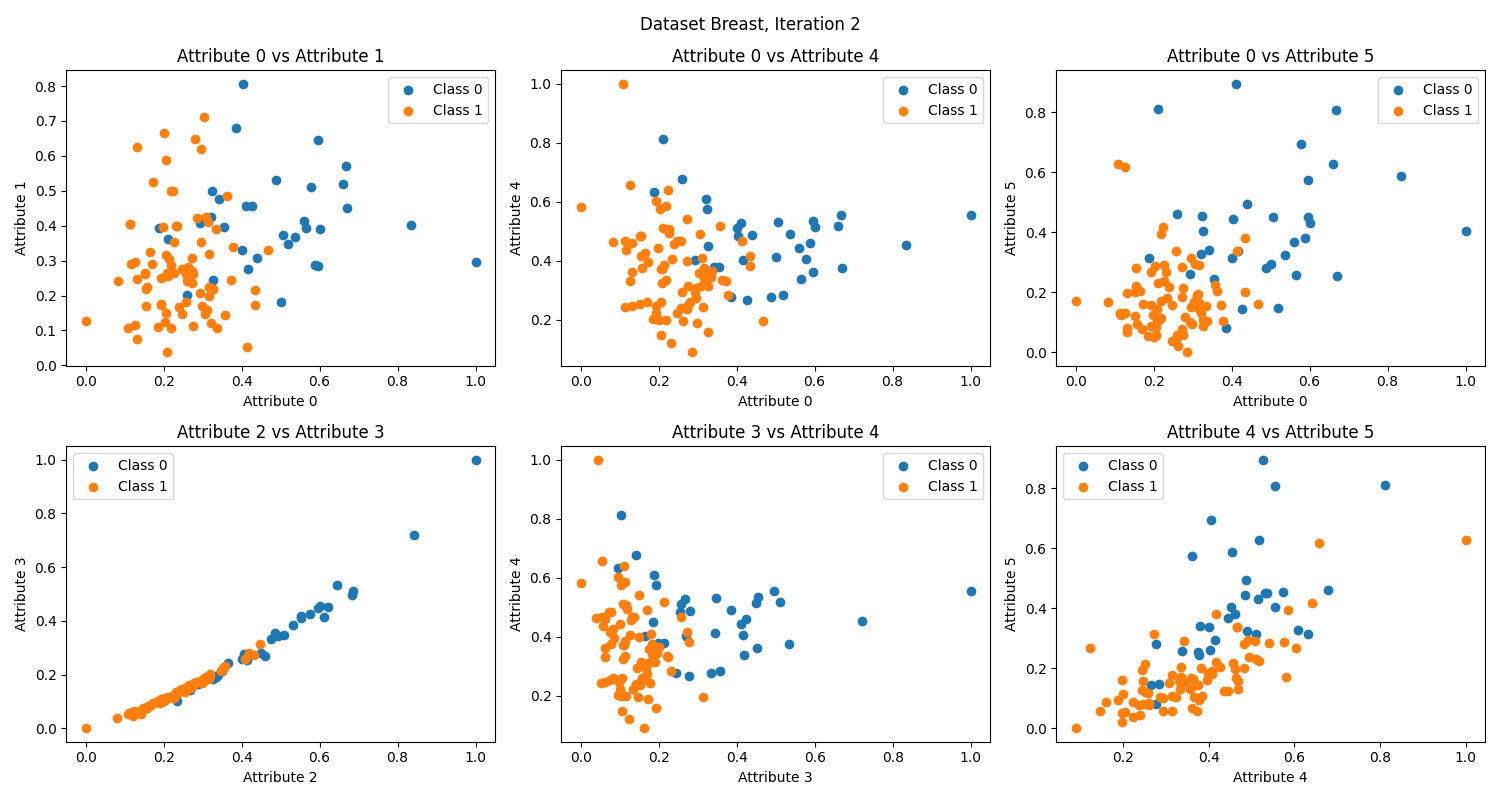 Dataset Breast, Iteration 2
Attribute 0 vs Attribute 1
Class 0
Class 1
0.8
0.7
0.6
0.5
0.4
0.3
0.2
0.1
0.0
Attribute 1
0.0 0.2 0.4 0.6 0.8 1.0
Attribute 0
Attribute 0 vs Attribute 4
Class 0
Class 1
1.0
0.8
0.6
0.4
0.2
Attribute 4
0.0 0.2 0.4 0.6 0.8 1.0
Attribute 0
Attribute 0 vs Attribute 5
Class 0
Class 1
0.8
0.6
0.4
0.2
0.0
Attribute 5
0.0 0.2 0.4 0.6 0.8 1.0
Attribute 0
Attribute 2 vs Attribute 3
Class 0
Class 1
1.0
0.8
0.6
0.4
0.2
0.0
Attribute 3
0.0 0.2 0.4 0.6 0.8 1.0
Attribute 2
Attribute 3 vs Attribute 4
Class 0
Class 1
1.0
0.8
0.6
0.4
0.2
Attribute 4
0.0 0.2 0.4 0.6 0.8 1.0
Attribute 3
Attribute 4 vs Attribute 5
Class 0
Class 1
0.8
0.6
0.4
0.2
0.0
Attribute 5
0.2 0.4 0.6 0.8 1.0
Attribute 4